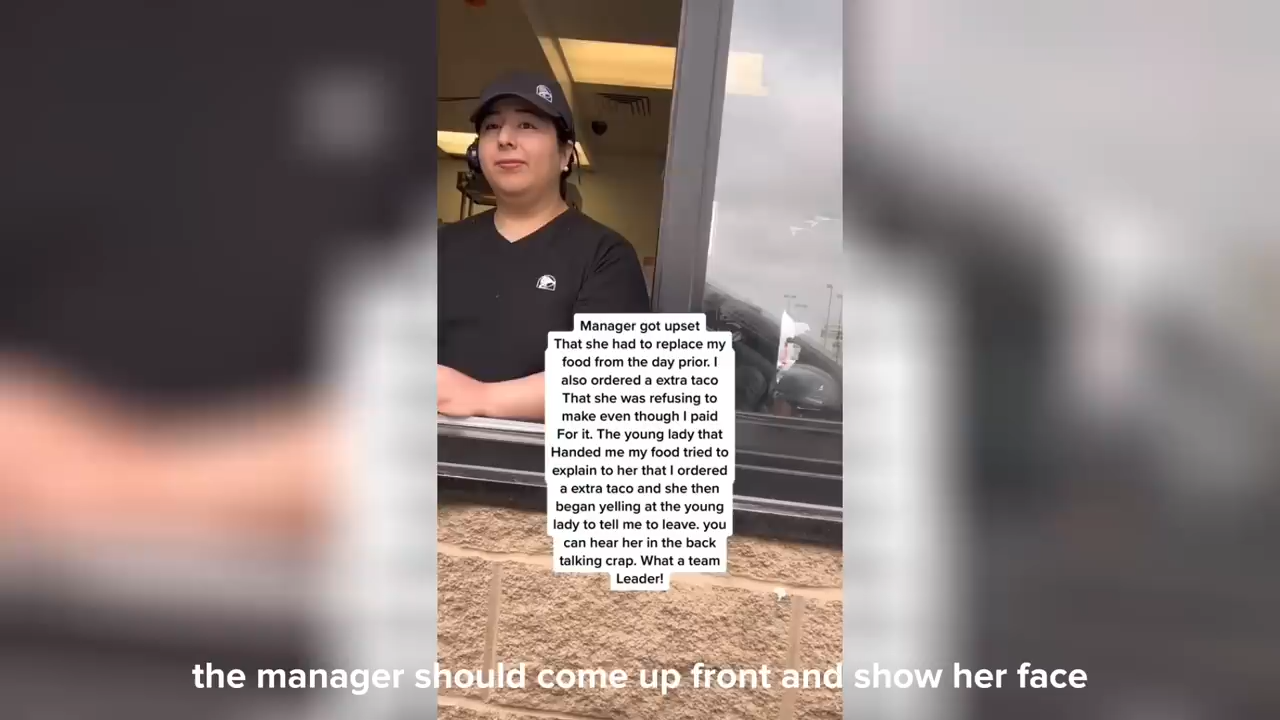 Manager got upset
That she had to replace my
food from the day prior. I
also ordered a extra taco
That she was refusing to
make even though I paid
For it. The young lady that
Handed me my food tried to
explain to her that I ordered
a extra taco and she then
began yelling at the young
lady to tell me to leave. you
can hear her in the back
talking crap. What a team
Leader!
the manager should come up front and show her face